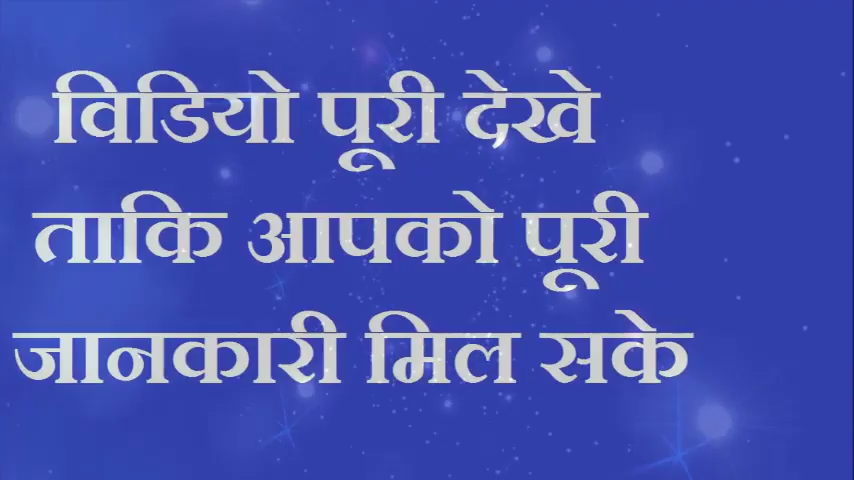 विडियो पूरी देखे
ताकि आपको पूरी
जानकारी मिल सके